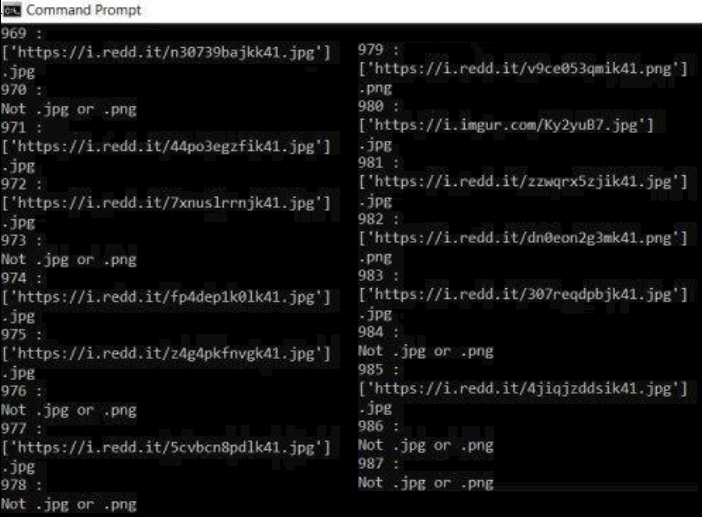 Command Prompt
969 :
['https://i.redd.it/n30739bajkk41.jpg']
.jpg
970 :
Not .jpg or .png
971 :
['https://i.redd.it/44po3egzfik41.jpg']
.jpg
972 :
['https://i.redd.it/7xnuslrrnjk41.jpg']
.jpg
973 :
Not .jpg or .png
974 :
['https://i.redd.it/fp4dep1k0lk41.jpg']
.jpg
975 :
['https://i.redd.it/z4g4pkfnvgk41.jpg']
.jpg
976 :
Not .jpg or .png
977 :
['https://i.redd.it/5cvbcn8pdlk41.jpg']
.jpg
978 :
Not .jpg or .png
979 :
['https://i.redd.it/v9ce053qmik41.png']
.png
980 :
['https://i.imgur.com/Ky2yuB7.jpg']
.jpg
981 :
['https://i.redd.it/zzwqrx5zjik41.jpg']
.jpg
982 :
['https://i.redd.it/dn0eon2g3mk41.png']
.png
983 :
['https://i.redd.it/307reqdpbjk41.jpg']
.jpg
984 :
Not .jpg or .png
985 :
['https://i.redd.it/4jiqjzddsik41.jpg']
.jpg
986 :
Not .jpg or .png
987 :
Not .jpg or .png